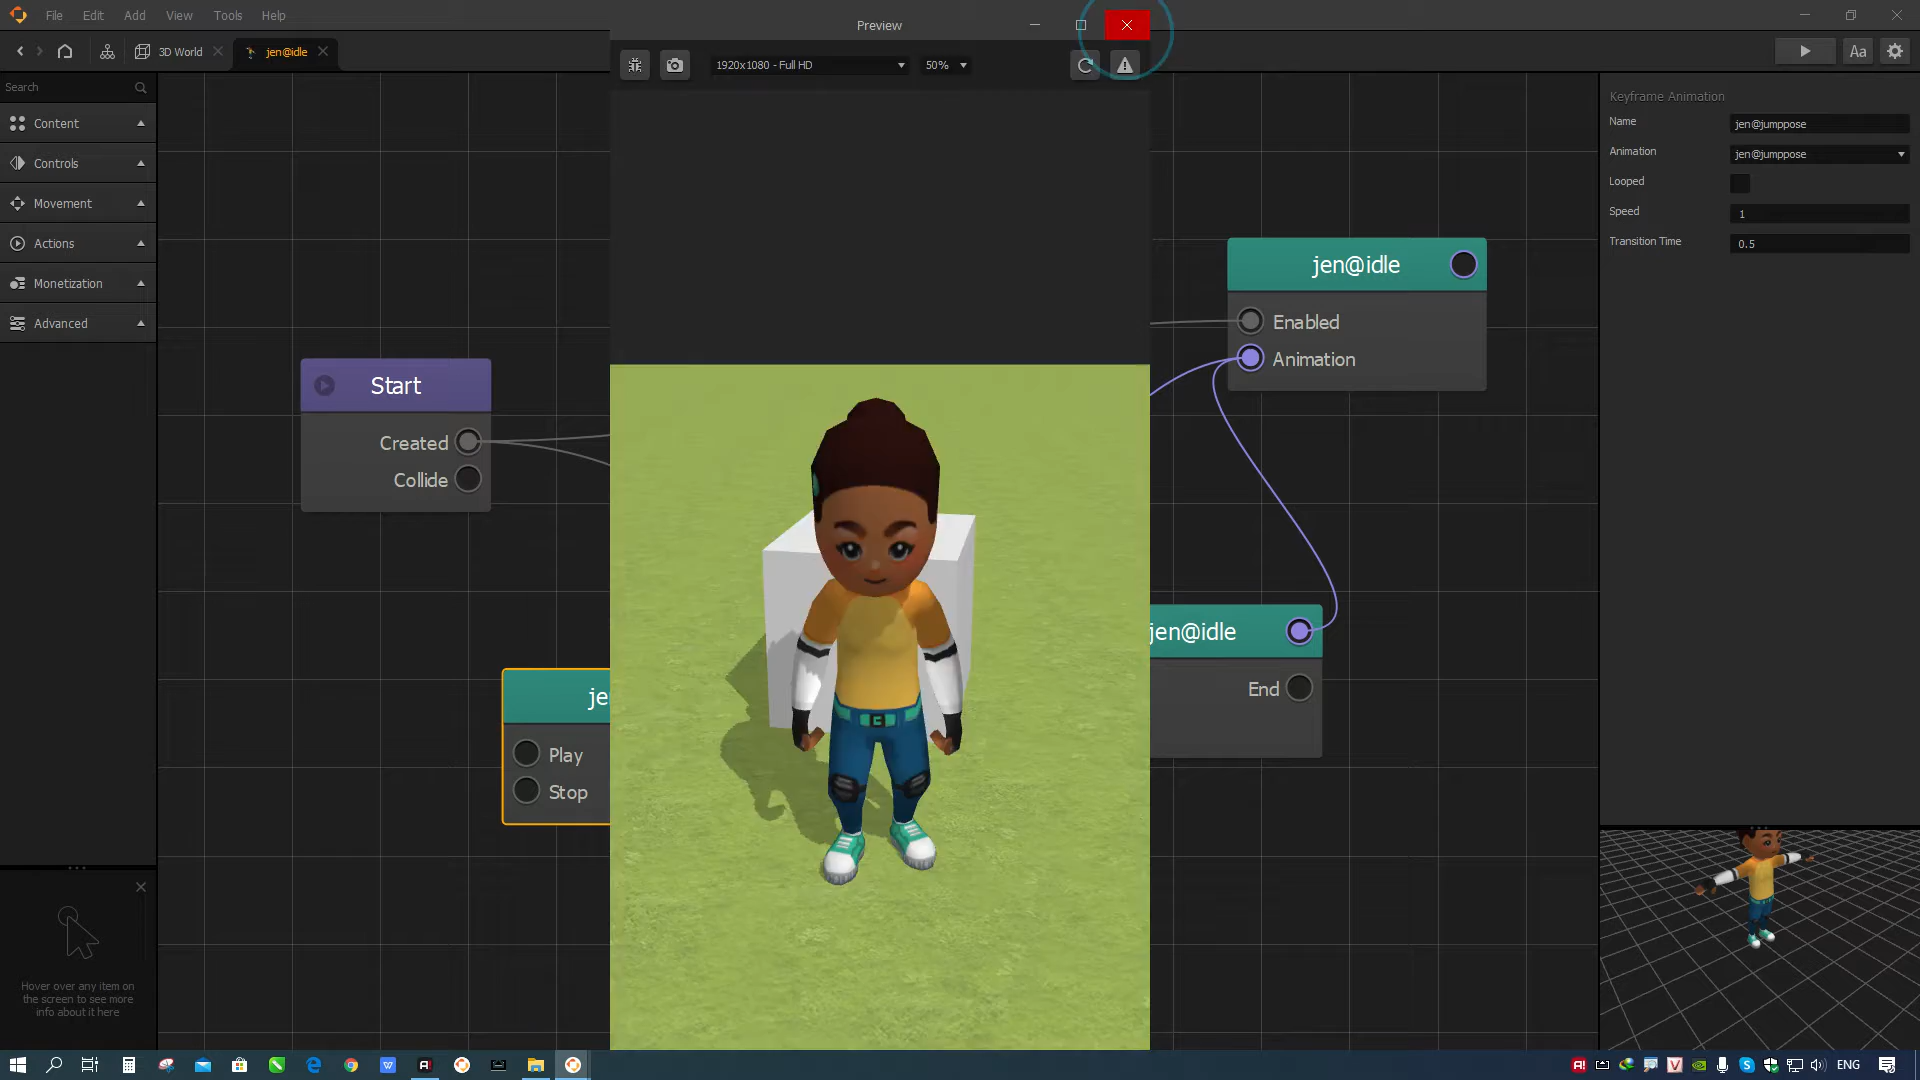 File Edit View Tools Help Add
Preview
3D World
jen@idle
1920x1080 - Full HD
50%
Aa
Search
Content
Controls
Movement
Actions
Monetization
Advanced
Start
Created
Collide
je
Play
Stop
jen@idle
Enabled
Animation
jen@idle
End
Keyframe Animation
Name
jen@jumppose
Animation
jen@jumppose
Looped
Speed
1
Transition Time
0.5
Hover over any item on
the screen to see more
info about it here
ENG